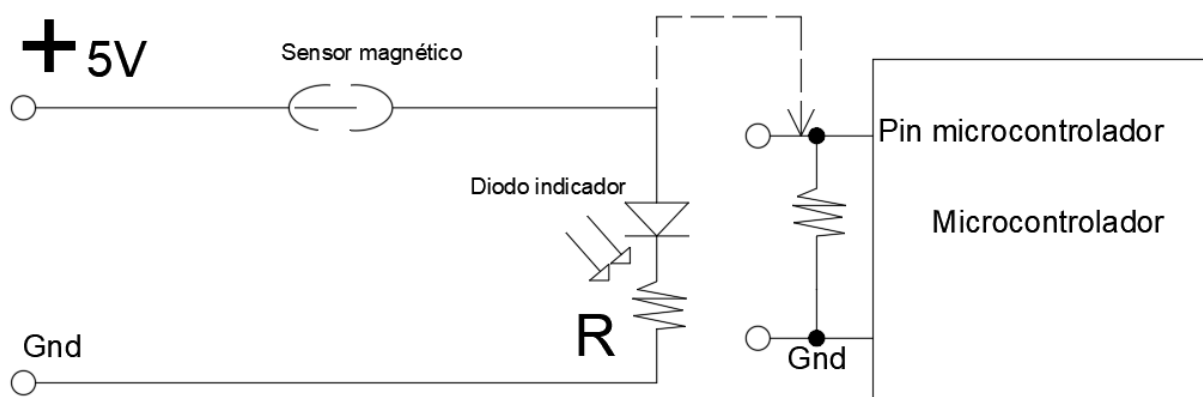 +5V
Sensor magnético
Pin microcontrolador
Diodo indicador
Microcontrolador
R
Gnd
Gnd